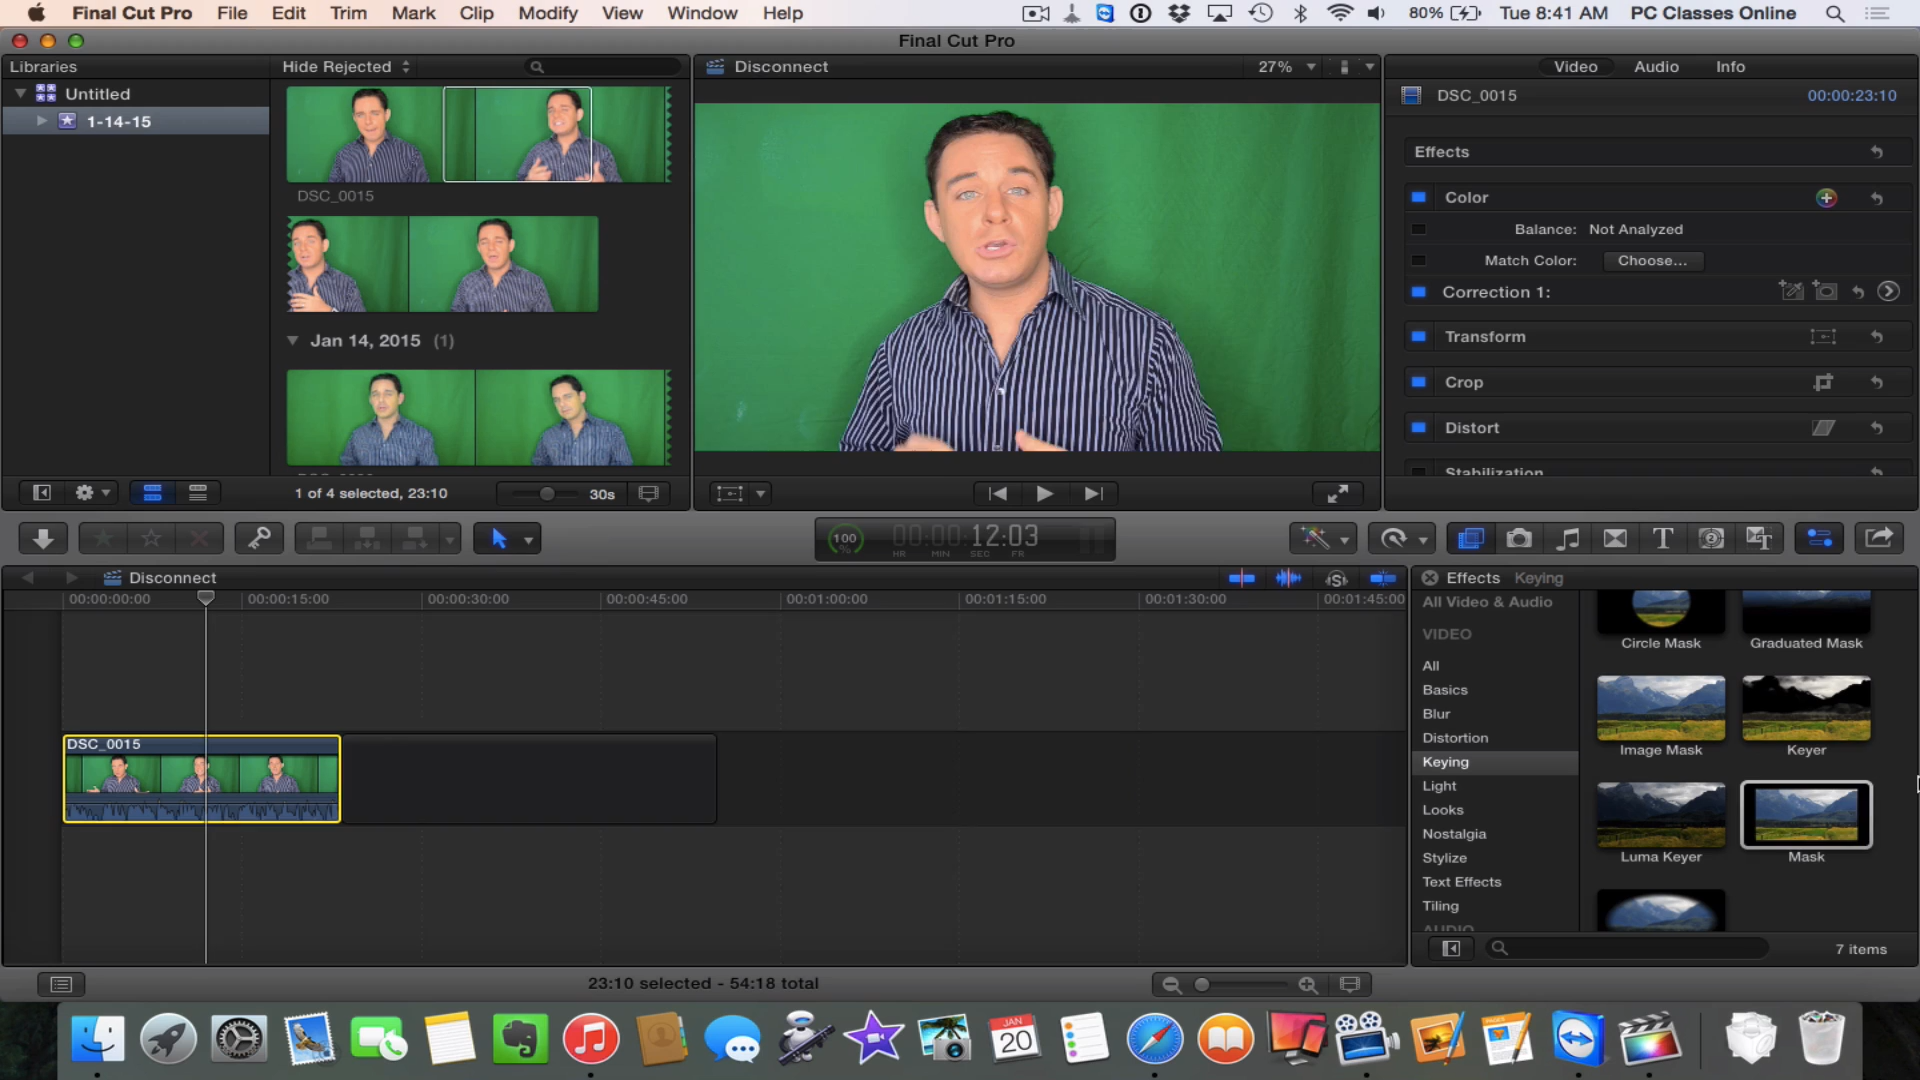 Final Cut Pro File Edit Trim Mark Clip Modify View Window Help 80% Tue 8:41 AM PC Classes Online
Final Cut Pro
Libraries
Hide Rejected
Disconnect
27%
Video Audio Info
Untitled
1-14-15
DSC_0015
00:00:23:10
Effects
Color
Balance: Not Analyzed
Match Color: Choose...
Correction 1:
Transform
Crop
Distort
Stabilization
DSC_0015
Jan 14, 2015 (1)
1 of 4 selected, 23:10
30s
100
%
00:00:12:03
HR MIN SEC FR
Disconnect
00:00:00:00 00:00:15:00 00:00:30:00 00:00:45:00 00:01:00:00 00:01:15:00 00:01:30:00 00:01:45:00
DSC_0015
Effects Keying
All Video & Audio
VIDEO
All
Basics
Blur
Distortion
Keying
Light
Looks
Nostalgia
Stylize
Text Effects
Tiling
AUDIO
Circle Mask
Graduated Mask
Image Mask
Keyer
Luma Keyer
Mask
7 items
23:10 selected - 54:18 total
JAN
20
PAGES